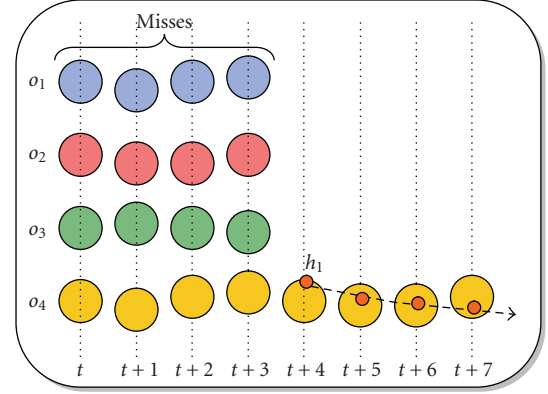 Misses
o1
o2
o3
h1
o4
t t + 1 t + 2 t + 3 t + 4 t + 5 t + 6 t + 7